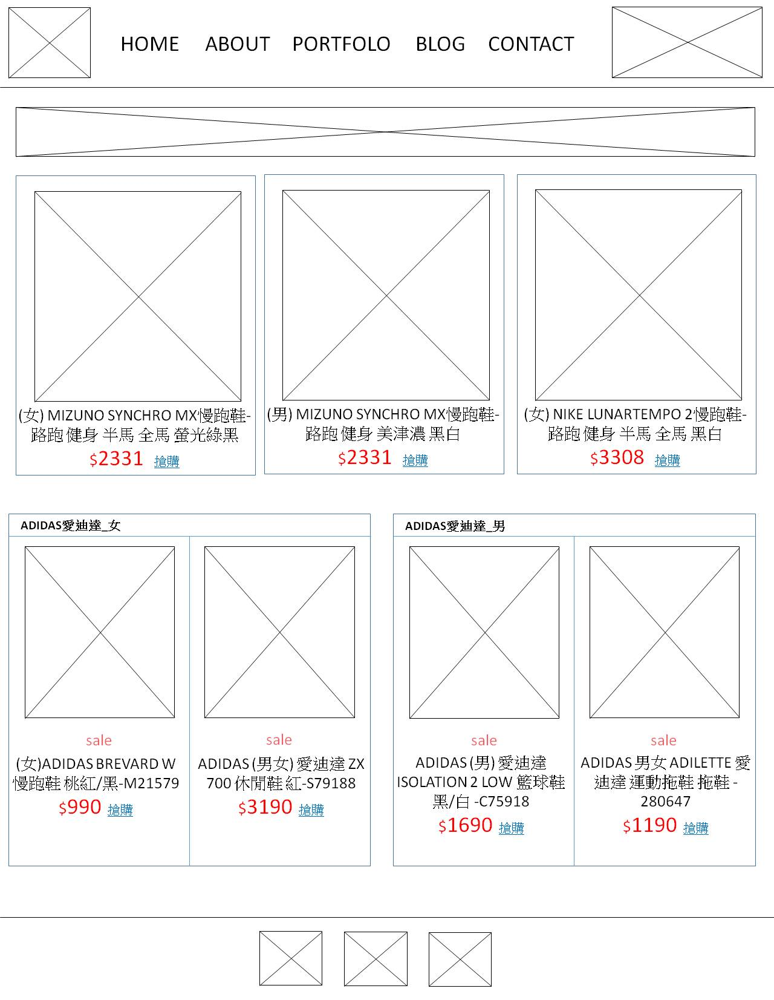 HOME ABOUT PORTFOLO BLOG CONTACT
(女) MIZUNO SYNCHRO MX慢跑鞋-
路跑 健身 半馬 全馬 螢光綠黑
$2331 搶購
(男) MIZUNO SYNCHRO MX慢跑鞋-
路跑 健身 美津濃 黑白
$2331 搶購
(女) NIKE LUNARTEMPO 2慢跑鞋-
路跑 健身 半馬 全馬 黑白
$3308 搶購
ADIDAS愛迪達_女
sale
(女)ADIDAS BREVARD W
慢跑鞋 桃紅/黑-M21579
$990 搶購
sale
ADIDAS (男女) 愛迪達 ZX
700 休閒鞋 紅-S79188
$3190 搶購
ADIDAS愛迪達_男
sale
ADIDAS (男) 愛迪達
ISOLATION 2 LOW 籃球鞋
黑/白 -C75918
$1690 搶購
sale
ADIDAS 男女 ADILETTE 愛
迪達 運動拖鞋 拖鞋 -
280647
$1190 搶購